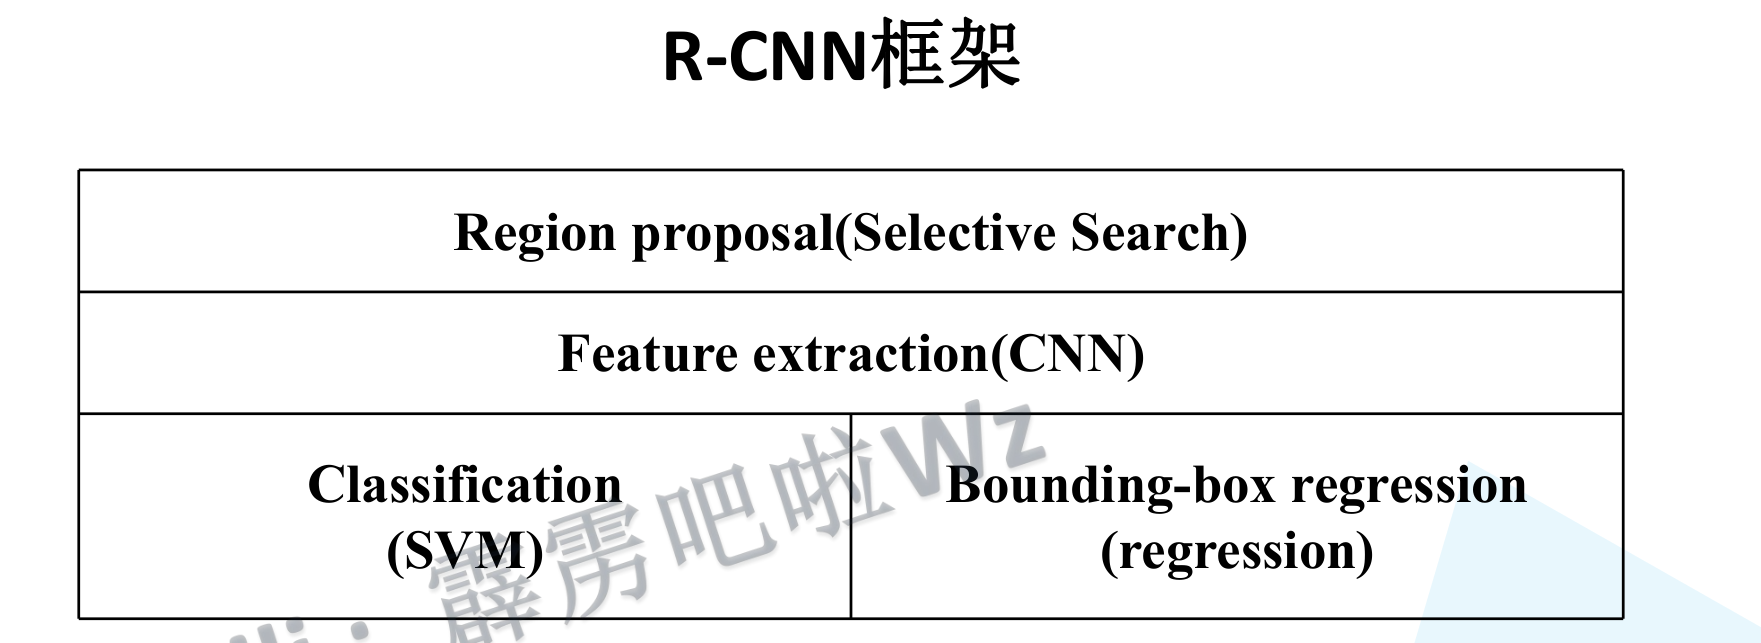 R-CNN框架
Region proposal(Selective Search)
Feature extraction(CNN)
Classification
(SVM)
Bounding-box regression
(regression)
霹雳吧啦Wz